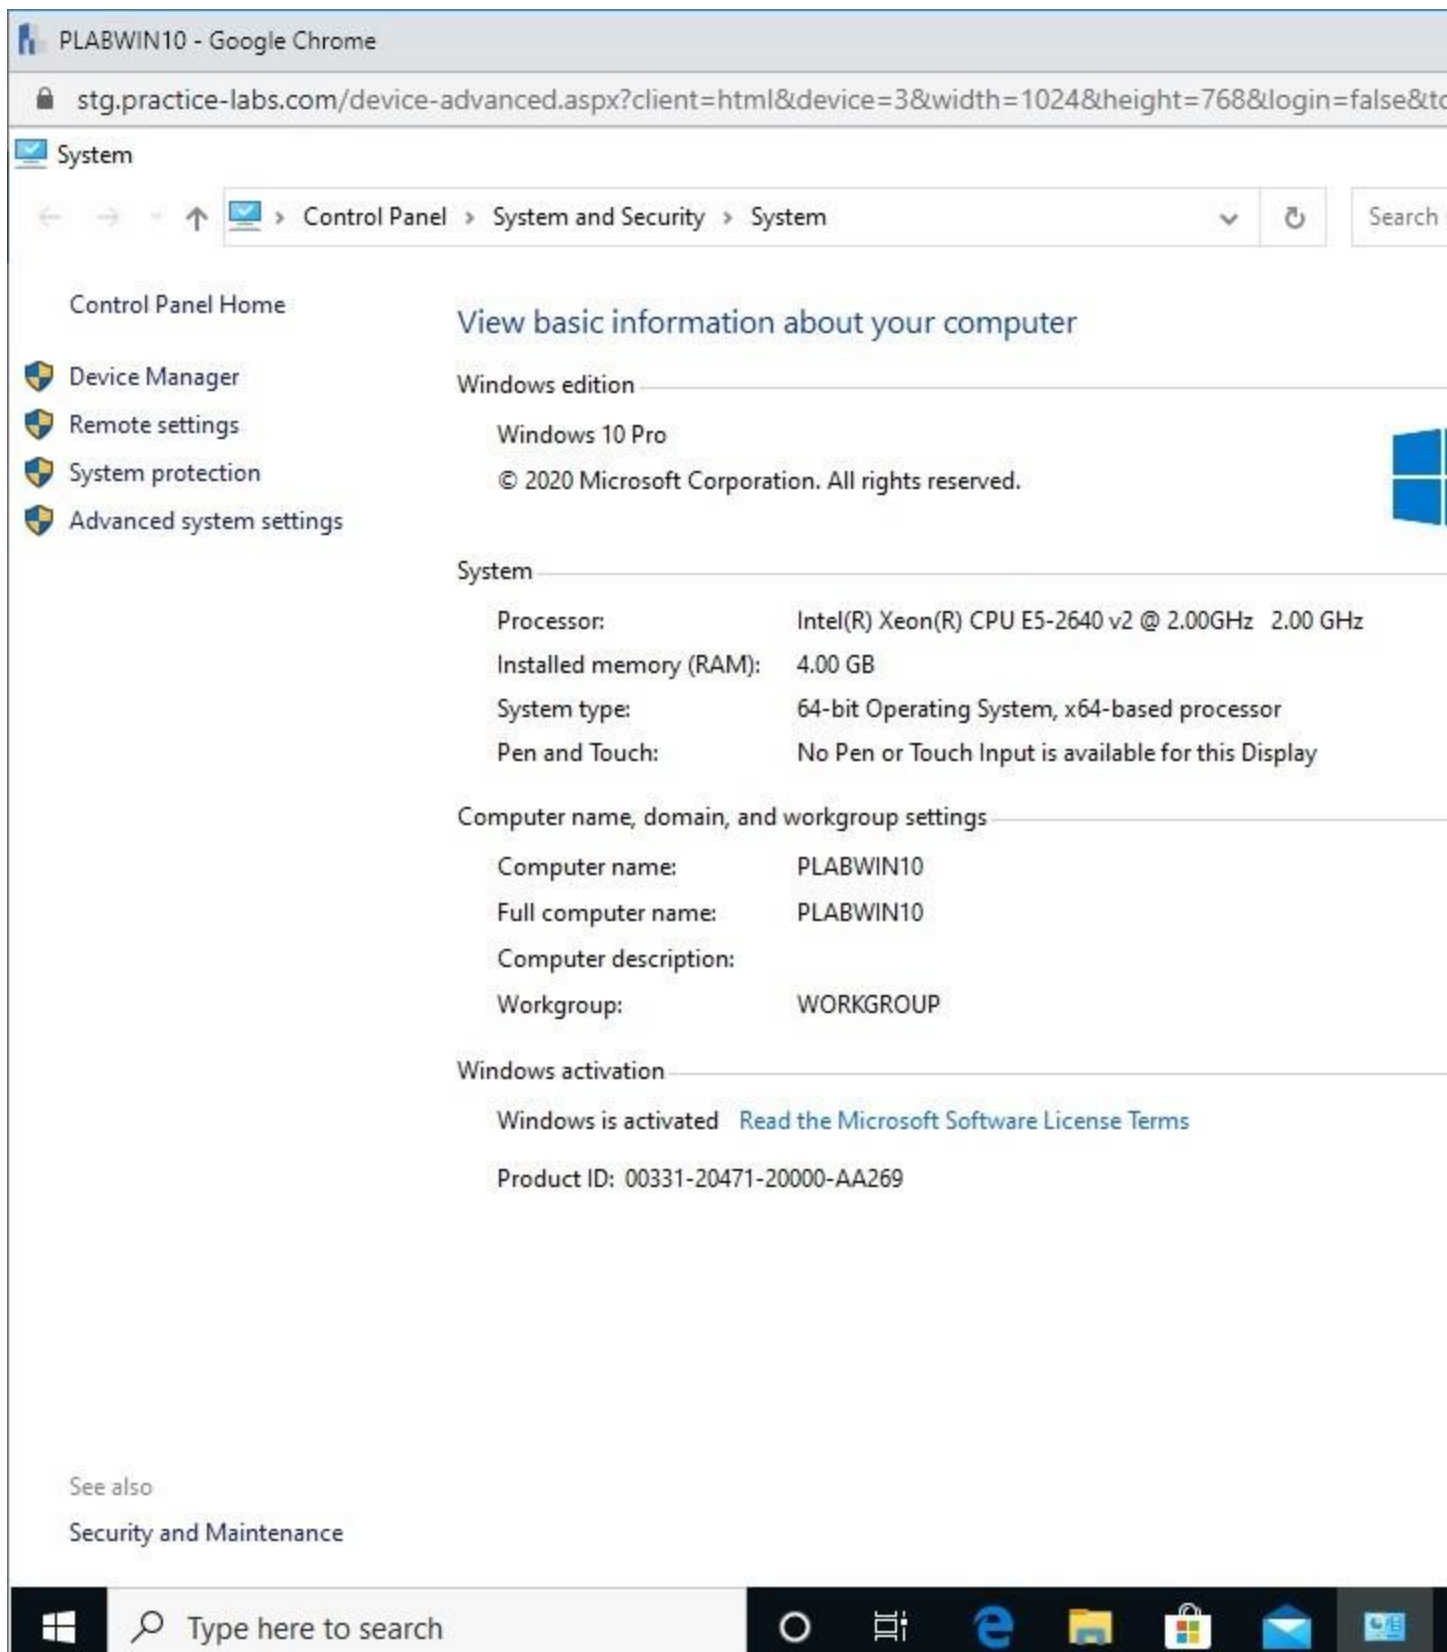 PLABWIN10 - Google Chrome
stg.practice-labs.com/device-advanced.aspx?client=html&device=3&width=1024&height=768&login=false&
System
Control Panel > System and Security > System
Search
Control Panel Home
Device Manager
Remote settings
System protection
Advanced system settings
View basic information about your computer
Windows edition
Windows 10 Pro
© 2020 Microsoft Corporation. All rights reserved.
System
Processor: Intel(R) Xeon(R) CPU E5-2640 v2 @ 2.00GHz 2.00 GHz
Installed memory (RAM): 4.00 GB
System type: 64-bit Operating System, x64-based processor
Pen and Touch: No Pen or Touch Input is available for this Display
Computer name, domain, and workgroup settings
Computer name: PLABWIN10
Full computer name: PLABWIN10
Computer description:
Workgroup: WORKGROUP
Windows activation
Windows is activated Read the Microsoft Software License Terms
Product ID: 00331-20471-20000-AA269
See also
Security and Maintenance
Type here to search